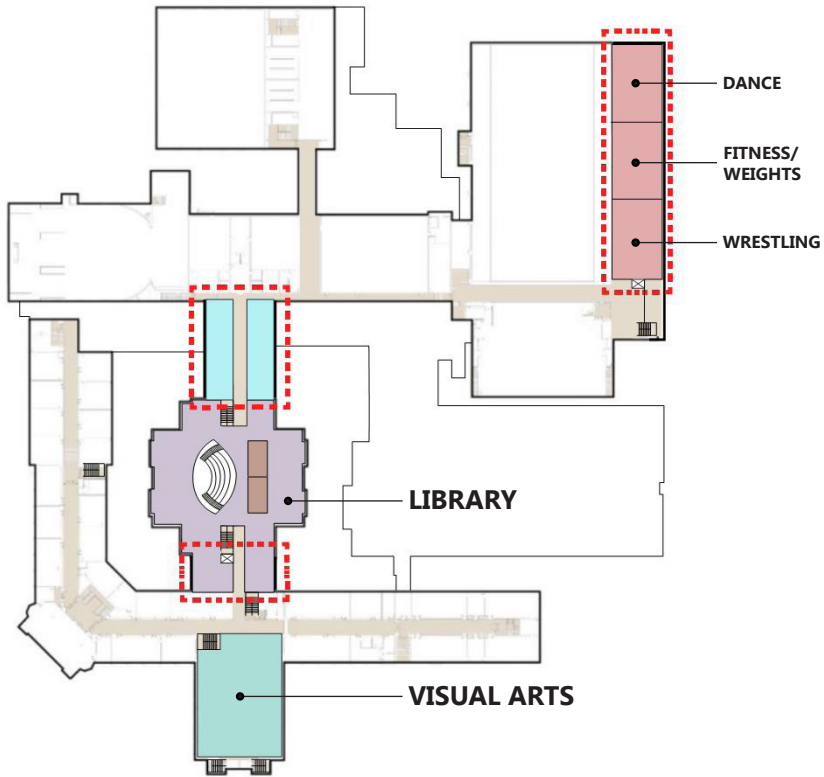 DANCE
FITNESS/
WEIGHTS
WRESTLING
LIBRARY
VISUAL ARTS